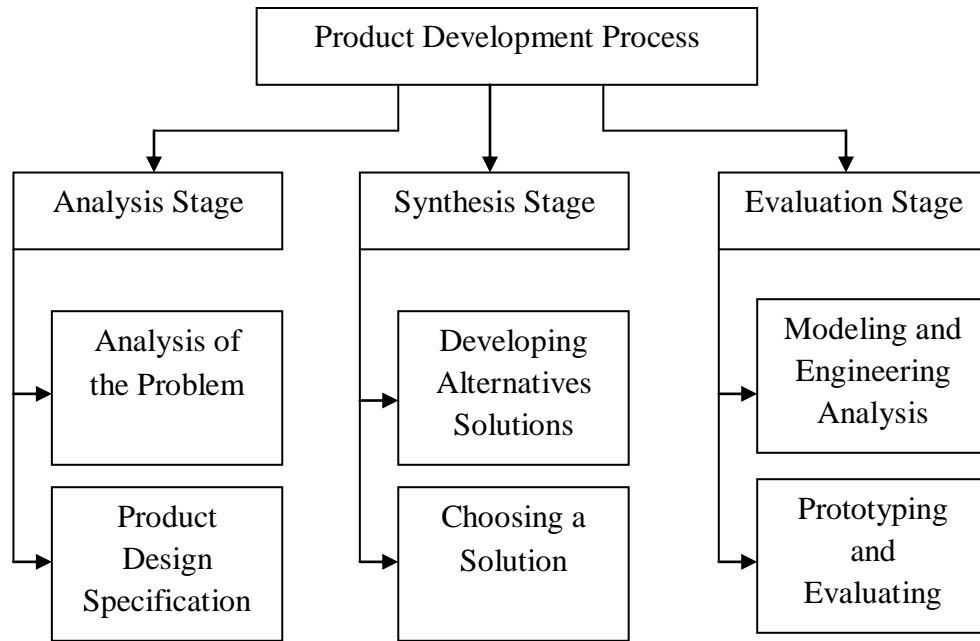 Product Development Process
Analysis Stage
Synthesis Stage
Evaluation Stage
Analysis of
the Problem
Developing
Alternatives
Solutions
Modeling and
Engineering
Analysis
Product
Design
Specification
Choosing a
Solution
Prototyping
and
Evaluating